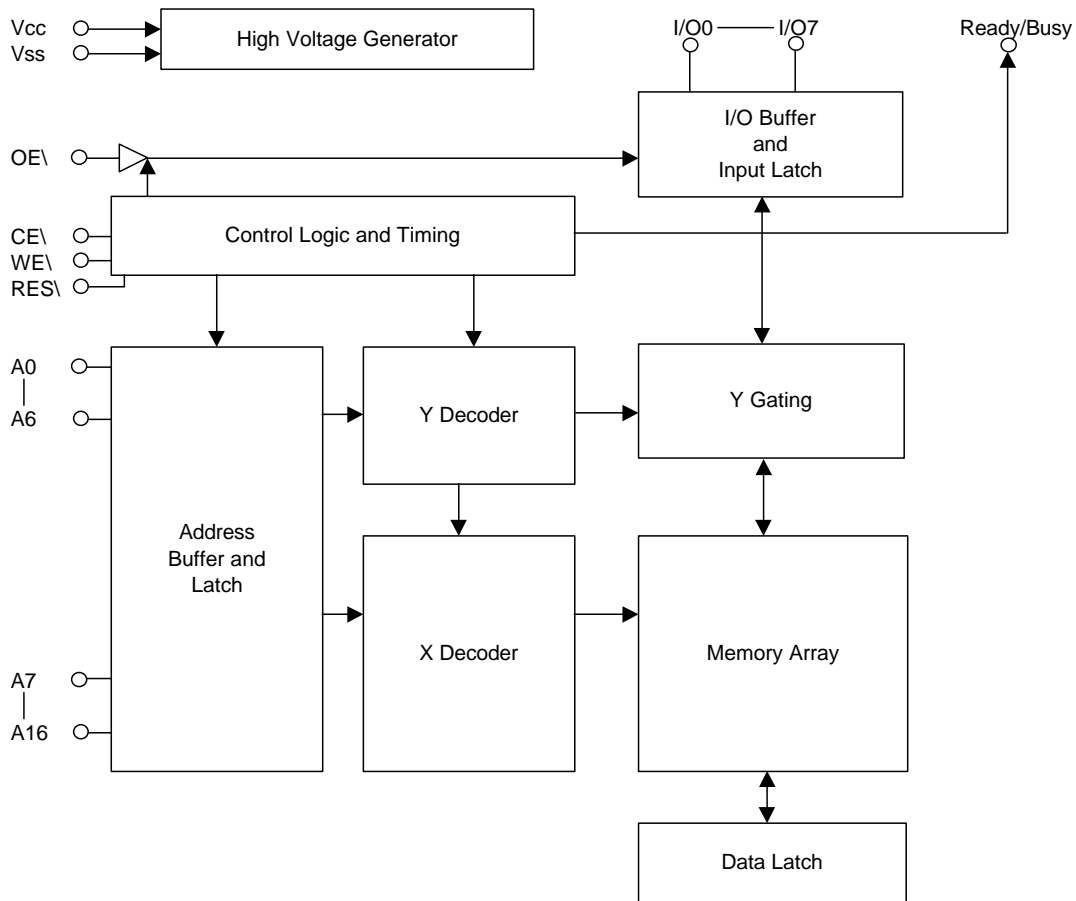 Vcc
Vss
High Voltage Generator
I/O0
I/O7
Ready/Busy
I/O Buffer
and
Input Latch
OE\
Control Logic and Timing
CE\
WE\
RES\
A0
A6
Y Decoder
Y Gating
Address
Buffer and
Latch
X Decoder
Memory Array
A7
A16
Data Latch